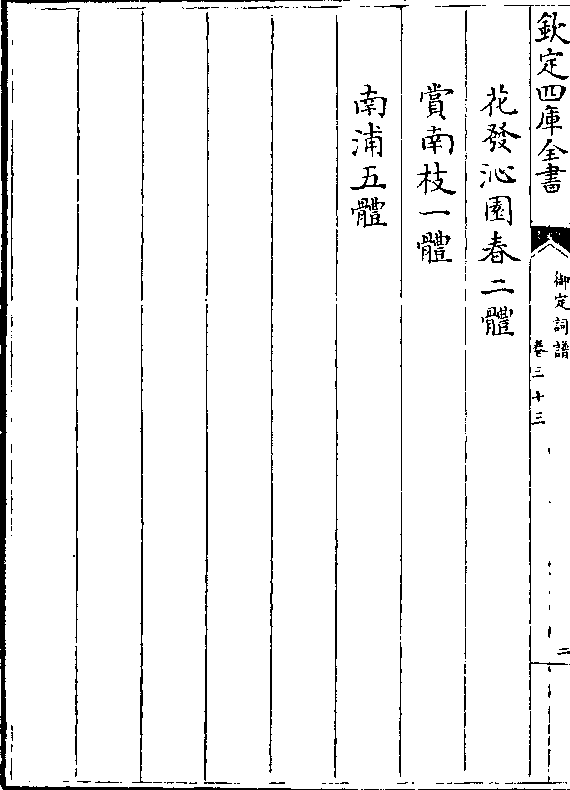 欽定四庫全書
御定詞譜
卷三十三
二
花發沁園春二體
賞南枝一體
南浦五體